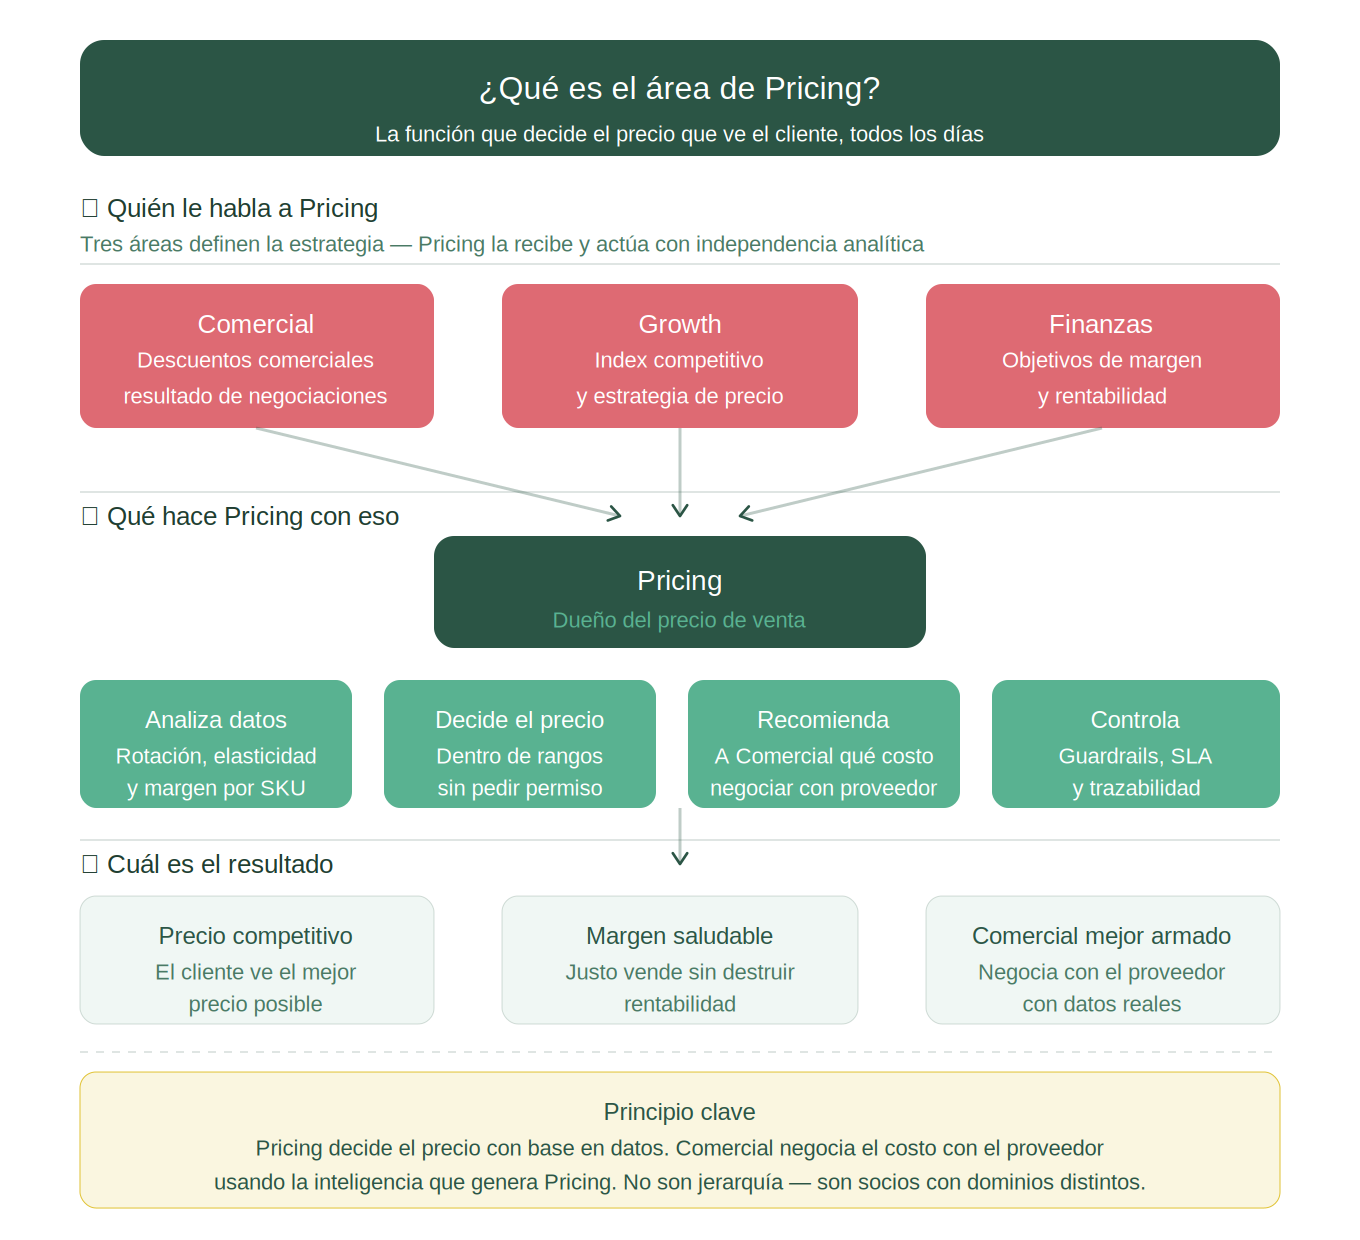 ¿Qué es el área de Pricing?
La función que decide el precio que ve el cliente, todos los días
Quién le habla a Pricing
Tres áreas definen la estrategia — Pricing la recibe y actúa con independencia analítica
Comercial
Descuentos comerciales
resultado de negociaciones
Growth
Index competitivo
y estrategia de precio
Finanzas
Objetivos de margen
y rentabilidad
Qué hace Pricing con eso
Pricing
Dueño del precio de venta
Analiza datos
Rotación, elasticidad
y margen por SKU
Decide el precio
Dentro de rangos
sin pedir permiso
Recomienda
A Comercial qué costo
negociar con proveedor
Controla
Guardrails, SLA
y trazabilidad
Cuál es el resultado
Precio competitivo
El cliente ve el mejor
precio posible
Margen saludable
Justo vende sin destruir
rentabilidad
Comercial mejor armado
Negocia con el proveedor
con datos reales
Principio clave
Pricing decide el precio con base en datos. Comercial negocia el costo con el proveedor
usando la inteligencia que genera Pricing. No son jerarquía — son socios con dominios distintos.